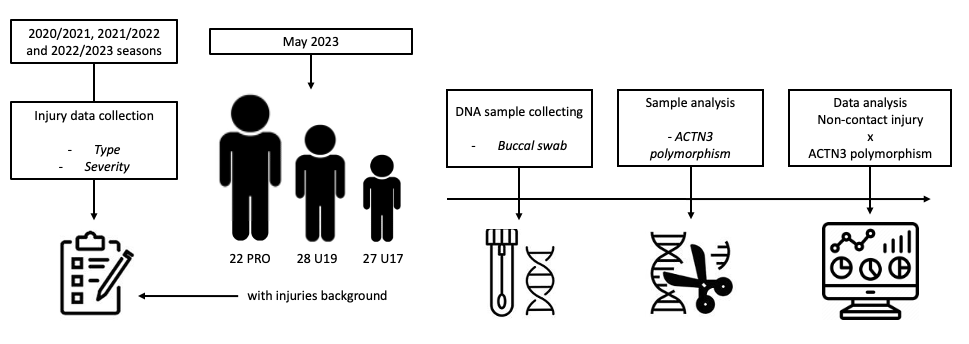 2020/2021, 2021/2022
and 2022/2023 seasons
Injury data collection
- Type
- Severity
May 2023
22 PRO
28 U19
27 U17
with injuries background
DNA sample collecting
- Buccal swab
Sample analysis
- ACTN3
polymorphism
Data analysis
Non-contact injury
x
ACTN3 polymorphism